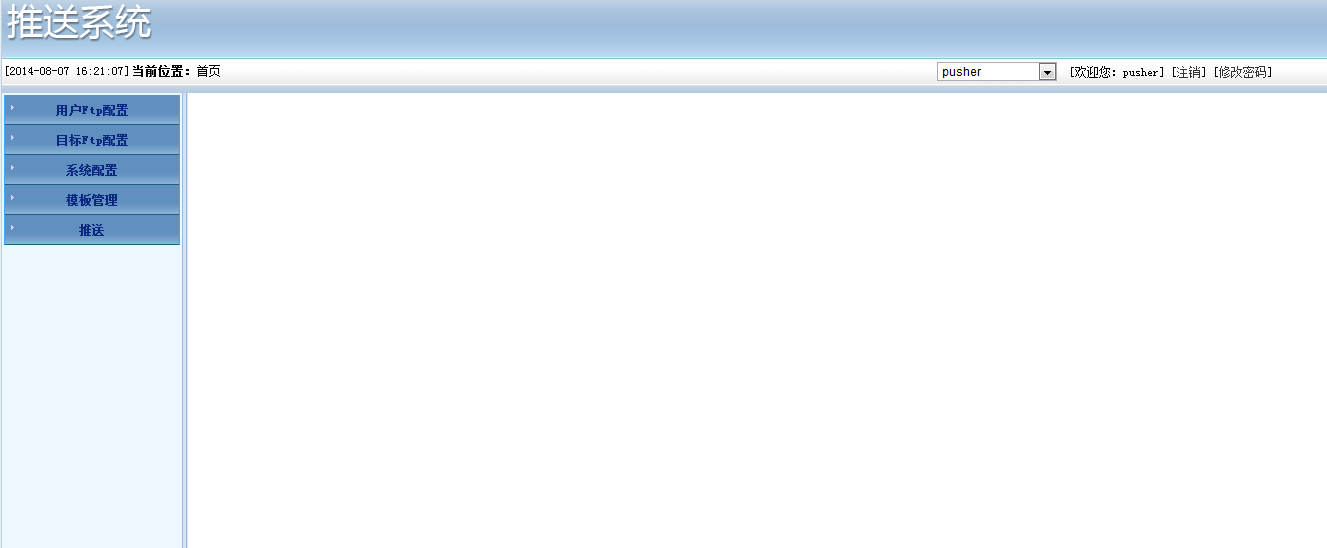 推送系统
[2014-08-07 16:21:07] 当前位置：首页
pusher
[欢迎您：pusher] [注销] [修改密码]
用户Ftp配置
目标Ftp配置
系统配置
模板管理
推送